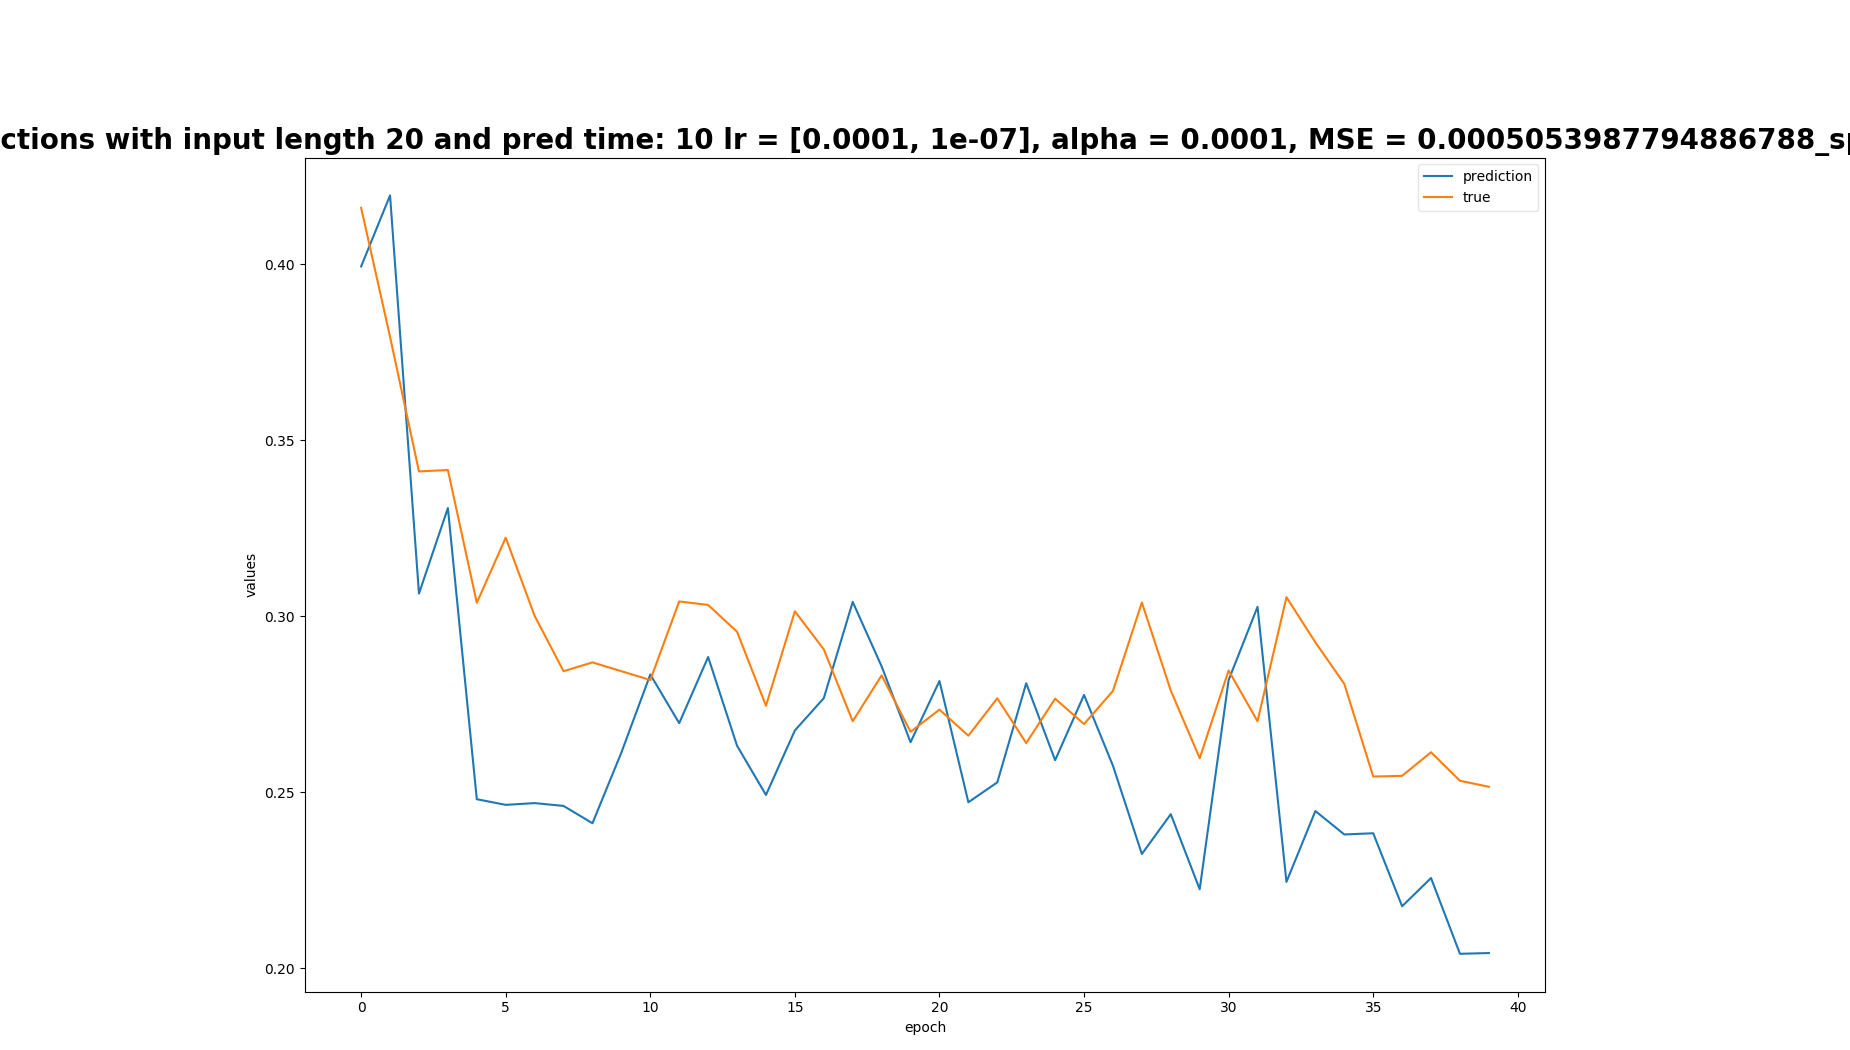 ctions with input length 20 and pred time: 10 lr = [0.0001, 1e-07], alpha = 0.0001, MSE = 0.0005053987794886788_sp
prediction
true
0.40
0.35
0.30
0.25
0.20
values
0 5 10 15 20 25 30 35 40
epoch